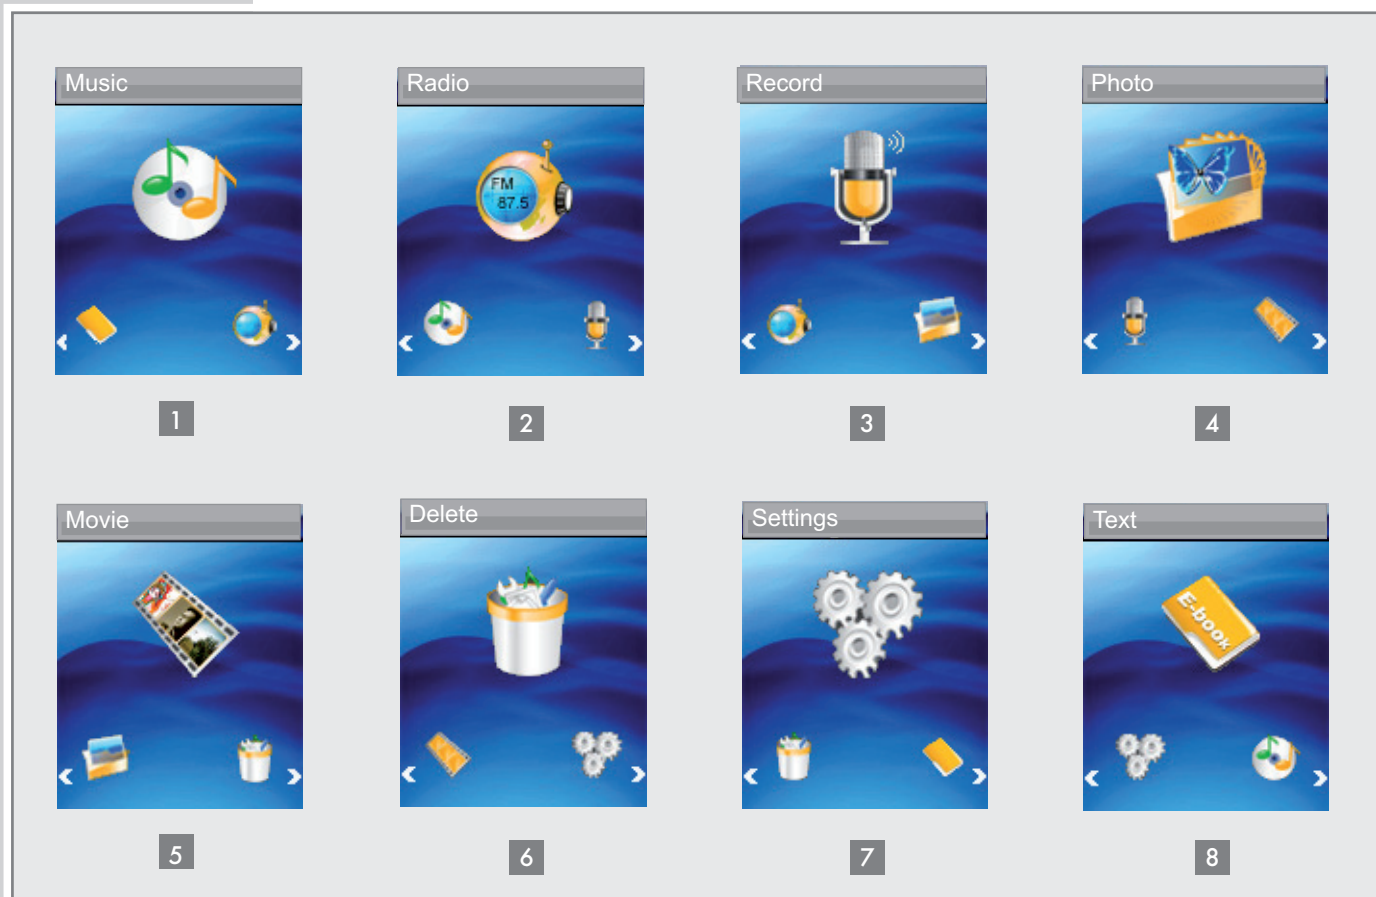 Music
Radio
Record
Photo
FM
87.5
1
2
3
4
Movie
Delete
Settings
Text
E-book
5
6
7
8